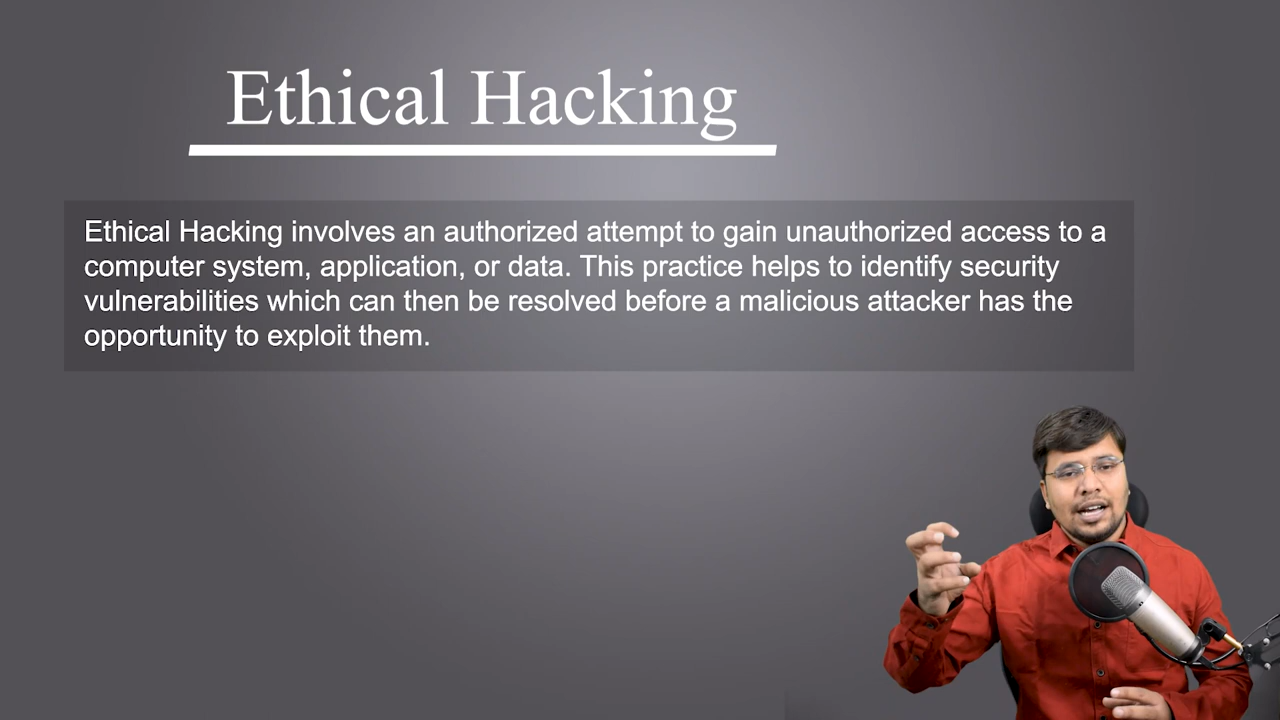 Ethical Hacking
Ethical Hacking involves an authorized attempt to gain unauthorized access to a
computer system, application, or data. This practice helps to identify security
vulnerabilities which can then be resolved before a malicious attacker has the
opportunity to exploit them.